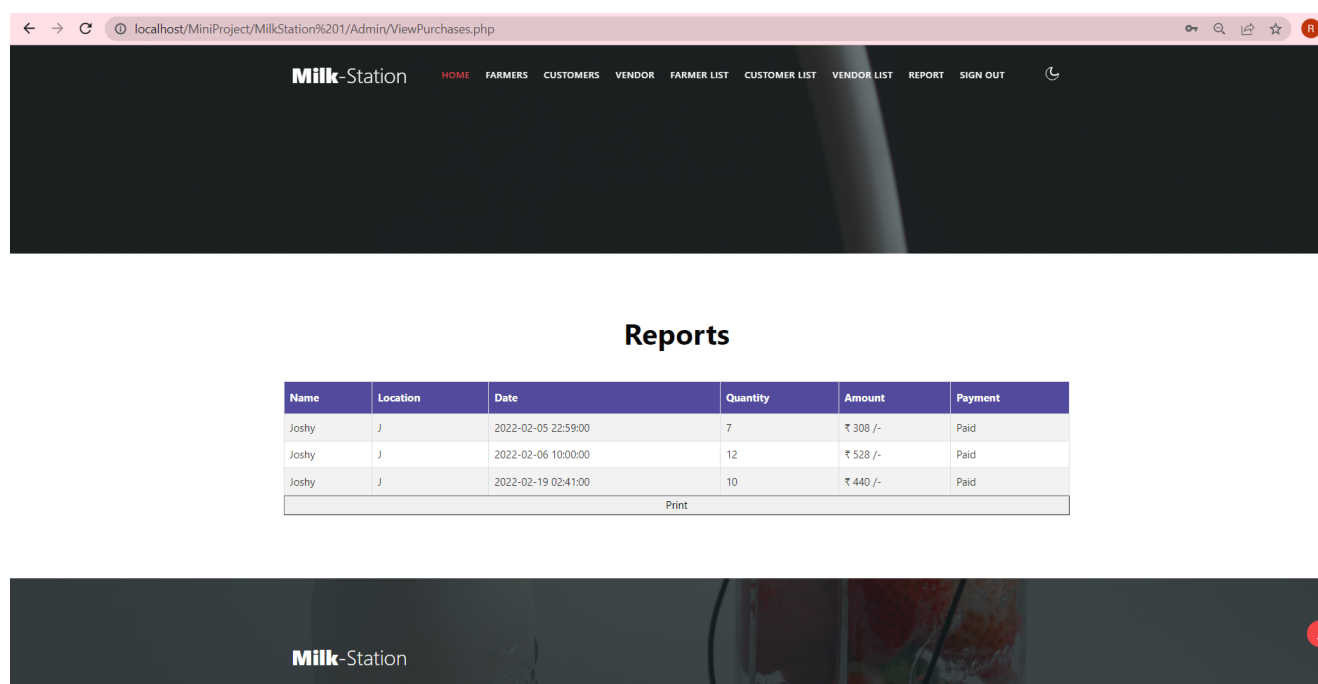 localhost/MiniProject/MilkStation%201/Admin/ViewPurchases.php
R
Milk-Station HOME FARMERS CUSTOMERS VENDOR FARMER LIST CUSTOMER LIST VENDOR LIST REPORT SIGN OUT
Reports
Name Location Date Quantity Amount Payment
Joshy J 2022-02-05 22:59:00 7 ₹ 308 /- Paid
Joshy J 2022-02-06 10:00:00 12 ₹ 528 /- Paid
Joshy J 2022-02-19 02:41:00 10 ₹ 440 /- Paid
Print
Milk-Station